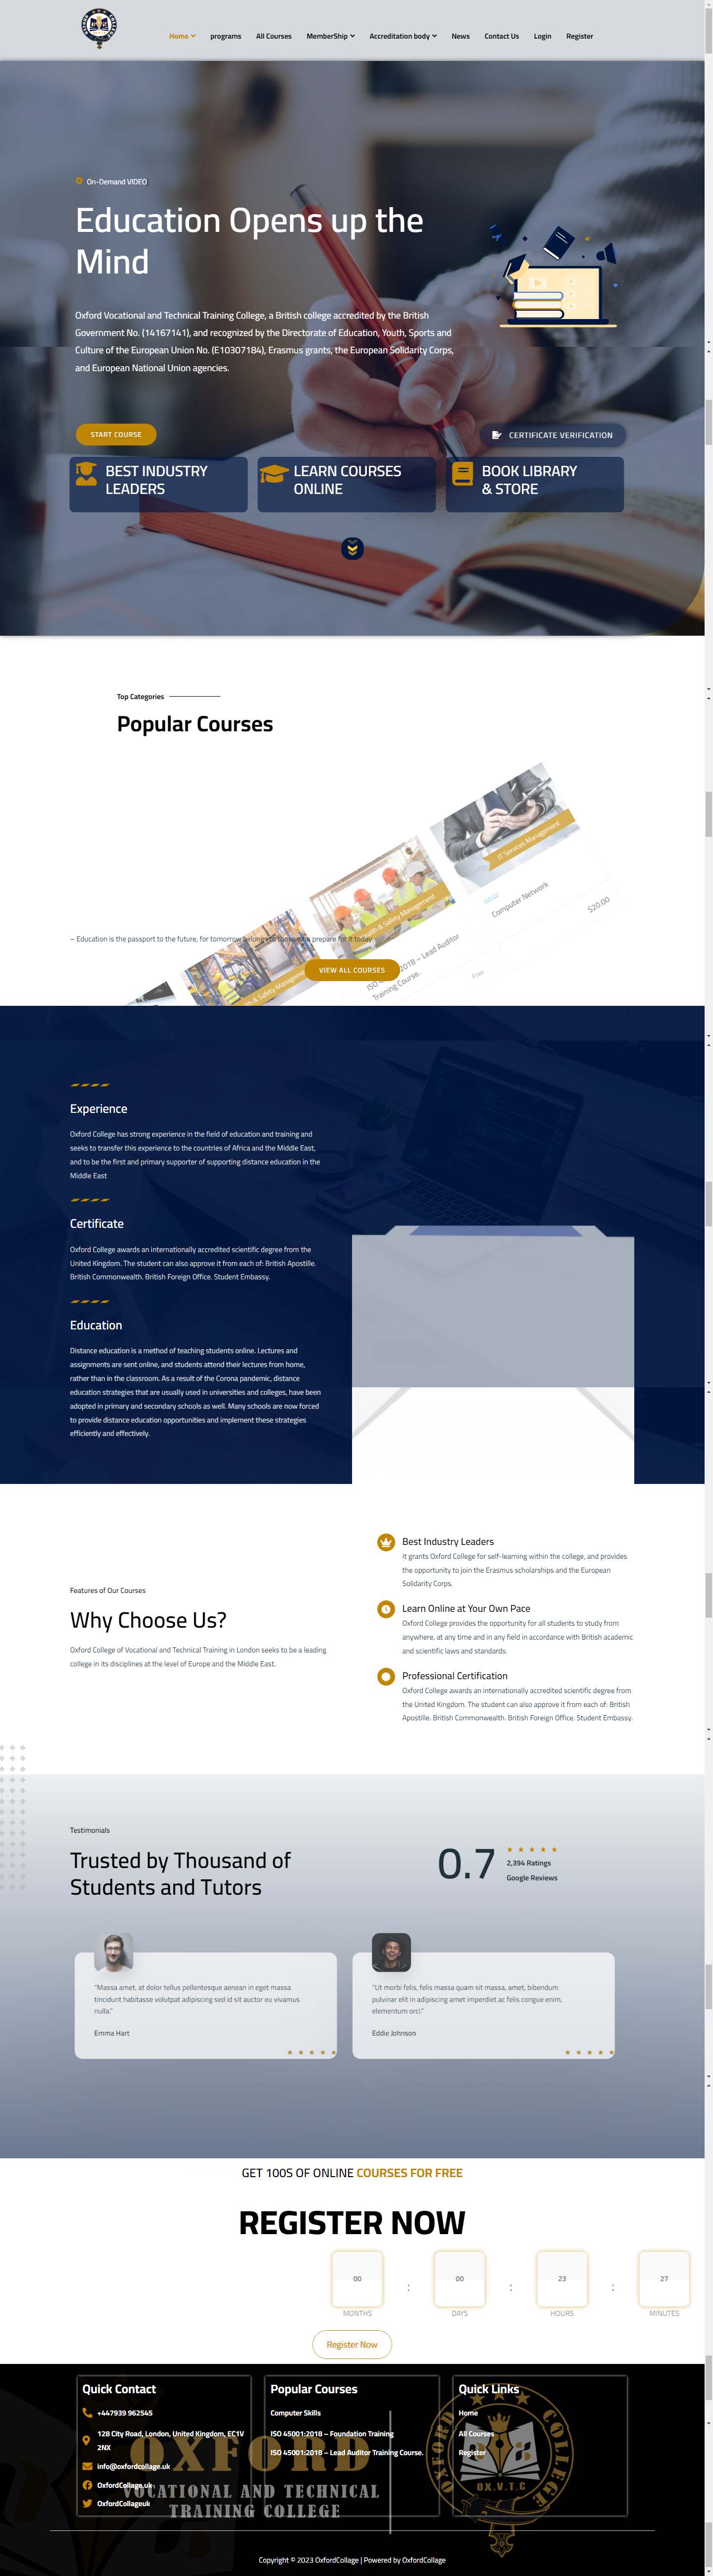 Home
programs
All Courses
MemberShip
Accreditation body
News
Contact Us
Login
Register
On-Demand VIDEO
Education Opens up the
Mind
Oxford Vocational and Technical Training College, a British college accredited by the British
Government No. (14167141), and recognized by the Directorate of Education, Youth, Sports and
Culture of the European Union No. (E10307184), Erasmus grants, the European Solidarity Corps,
and European National Union agencies.
START COURSE
CERTIFICATE VERIFICATION
BEST INDUSTRY
LEADERS
LEARN COURSES
ONLINE
BOOK LIBRARY
& STORE
Top Categories
Popular Courses
IT Services Management
Computer Network
$20.00
Health & Safety Management
2018 – Lead Auditor
Training Course.
Free
& Safety Management
– Education is the passport to the future, for tomorrow belongs to those who prepare for it today
VIEW ALL COURSES
Experience
Oxford College has strong experience in the field of education and training and
seeks to transfer this experience to the countries of Africa and the Middle East,
and to be the first and primary supporter of supporting distance education in the
Middle East
Certificate
Oxford College awards an internationally accredited scientific degree from the
United Kingdom. The student can also approve it from each of: British Apostille.
British Commonwealth. British Foreign Office. Student Embassy.
Education
Distance education is a method of teaching students online. Lectures and
assignments are sent online, and students attend their lectures from home,
rather than in the classroom. As a result of the Corona pandemic, distance
education strategies that are usually used in universities and colleges, have been
adopted in primary and secondary schools as well. Many schools are now forced
to provide distance education opportunities and implement these strategies
efficiently and effectively.
Features of Our Courses
Why Choose Us?
Oxford College of Vocational and Technical Training in London seeks to be a leading
college in its disciplines at the level of Europe and the Middle East.
Best Industry Leaders
It grants Oxford College for self-learning within the college, and provides
the opportunity to join the Erasmus scholarships and the European
Solidarity Corps.
Learn Online at Your Own Pace
Oxford College provides the opportunity for all students to study from
anywhere, at any time and in any field in accordance with British academic
and scientific laws and standards.
Professional Certification
Oxford College awards an internationally accredited scientific degree from
the United Kingdom. The student can also approve it from each of: British
Apostille. British Commonwealth. British Foreign Office. Student Embassy.
Testimonials
Trusted by Thousand of
Students and Tutors
0.7
2,394 Ratings
Google Reviews
"Massa amet, at dolor tellus pellentesque aenean in eget massa
tincidunt habitasse volutpat adipiscing sed id sit auctor eu vivamus
nulla."
Emma Hart
"Ut morbi felis, felis massa quam sit massa, amet, bibendum
pulvinar elit in adipiscing amet imperdiet ac felis congue enim,
elementum orci."
Eddie Johnson
GET 100S OF ONLINE COURSES FOR FREE
REGISTER NOW
00
00
23
27
MONTHS
DAYS
HOURS
MINUTES
Register Now
Quick Contact
+447939 962545
128 City Road, London, United Kingdom, EC1V
2NX
info@oxfordcollage.uk
OxfordCollage.uk
OxfordCollageuk
Popular Courses
Computer Skills
ISO 45001:2018 – Foundation Training
ISO 45001:2018 – Lead Auditor Training Course.
Quick Links
Home
All Courses
Register
OXFORD
VOCATIONAL AND TECHNICAL
TRAINING COLLEGE
OX.V.T.C
Copyright © 2023 OxfordCollage | Powered by OxfordCollage